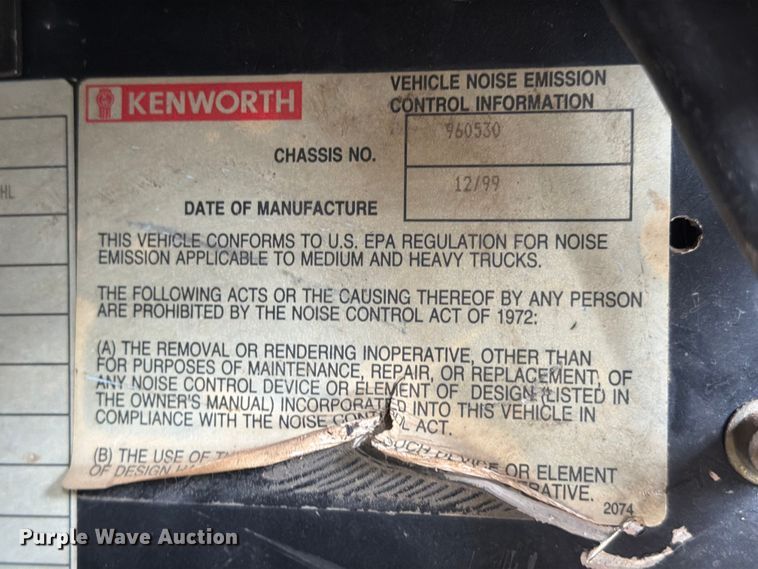 KENWORTH
VEHICLE NOISE EMISSION
CONTROL INFORMATION
CHASSIS NO.
960530
DATE OF MANUFACTURE
12/99
THIS VEHICLE CONFORMS TO U.S. EPA REGULATION FOR NOISE
EMISSION APPLICABLE TO MEDIUM AND HEAVY TRUCKS.
THE FOLLOWING ACTS OR THE CAUSING THEREOF BY ANY PERSON
ARE PROHIBITED BY THE NOISE CONTROL ACT OF 1972:
(A) THE REMOVAL OR RENDERING INOPERATIVE, OTHER THAN
FOR PURPOSES OF MAINTENANCE, REPAIR, OR REPLACEMENT, OF
ANY NOISE CONTROL DEVICE OR ELEMENT OF DESIGN (LISTED IN
THE OWNER'S MANUAL) INCORPORATED INTO THIS VEHICLE IN
COMPLIANCE WITH THE NOISE CONTROL ACT.
(B) THE USE OF SUCH DEVICE OR ELEMENT
OF DESIGN
2074
HL
Purple Wave Auction